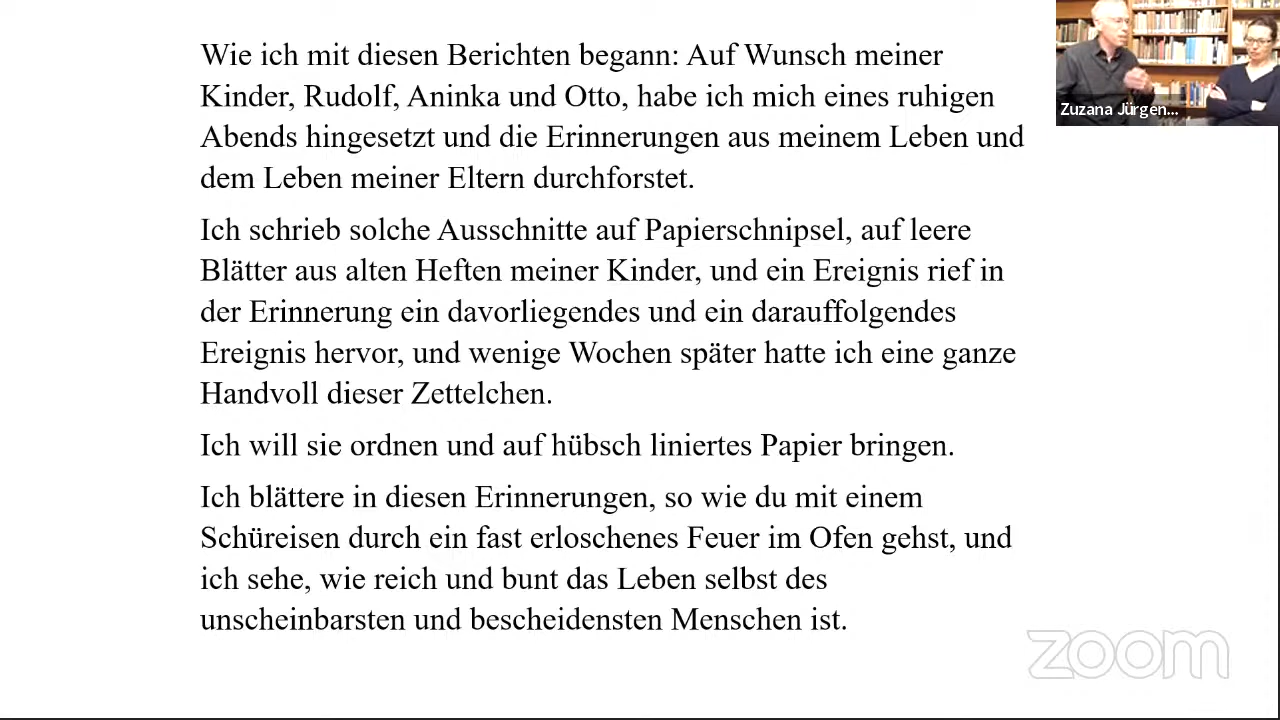 Wie ich mit diesen Berichten begann: Auf Wunsch meiner
Kinder, Rudolf, Aninka und Otto, habe ich mich eines ruhigen
Abends hingesetzt und die Erinnerungen aus meinem Leben und
dem Leben meiner Eltern durchforstet.
Ich schrieb solche Ausschnitte auf Papierschnipsel, auf leere
Blätter aus alten Heften meiner Kinder, und ein Ereignis rief in
der Erinnerung ein davorliegendes und ein darauffolgendes
Ereignis hervor, und wenige Wochen später hatte ich eine ganze
Handvoll dieser Zettelchen.
Ich will sie ordnen und auf hübsch liniertes Papier bringen.
Ich blättere in diesen Erinnerungen, so wie du mit einem
Schüreisen durch ein fast erloschenes Feuer im Ofen gehst, und
ich sehe, wie reich und bunt das Leben selbst des
unscheinbarsten und bescheidensten Menschen ist.
Zuzana Jürgen...
zoom